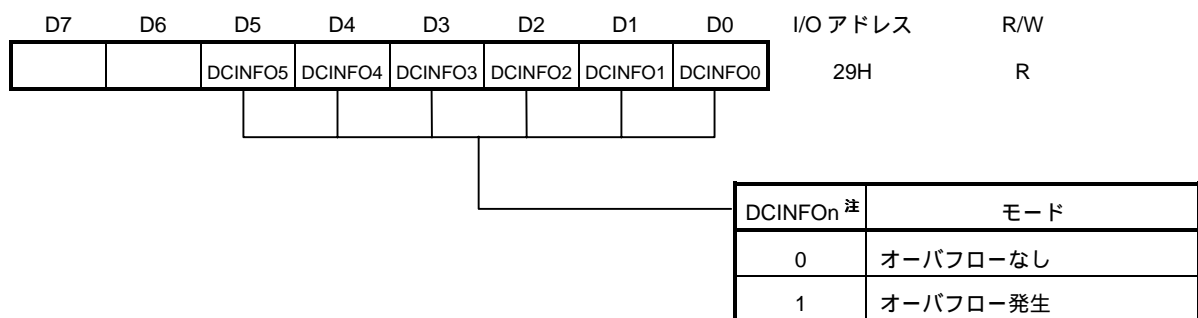 D7 D6 D5 D4 D3 D2 D1 D0 I/O アドレス R/W
DCINFO5 DCINFO4 DCINFO3 DCINFO2 DCINFO1 DCINFO0 29H R
DCINFOn 注 モード
0 オーバフローなし
1 オーバフロー発生